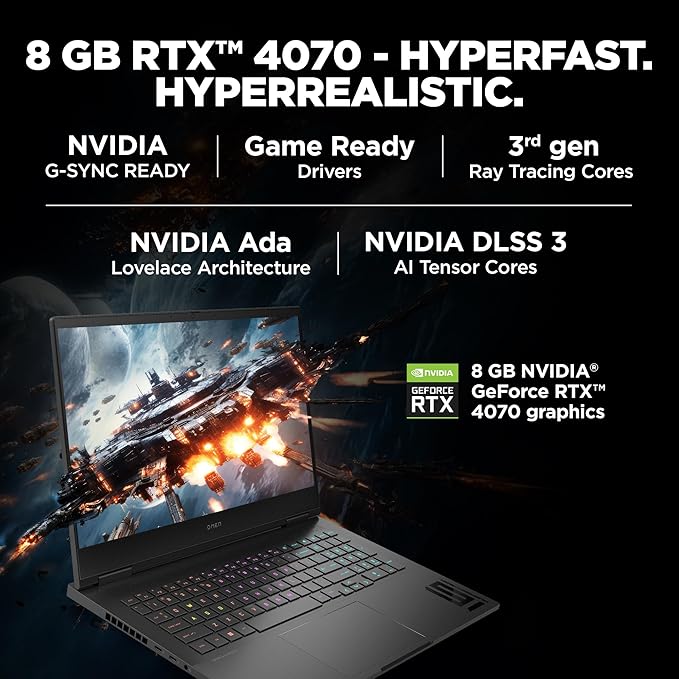 8 GB RTX™ 4070 - HYPERFAST.
HYPERREALISTIC.
NVIDIA
G-SYNC READY
Game Ready
Drivers
3rd gen
Ray Tracing Cores
NVIDIA Ada
Lovelace Architecture
NVIDIA DLSS 3
AI Tensor Cores
NVIDIA
GEFORCE
RTX
8 GB NVIDIA®
GeForce RTX™
4070 graphics
OMEN